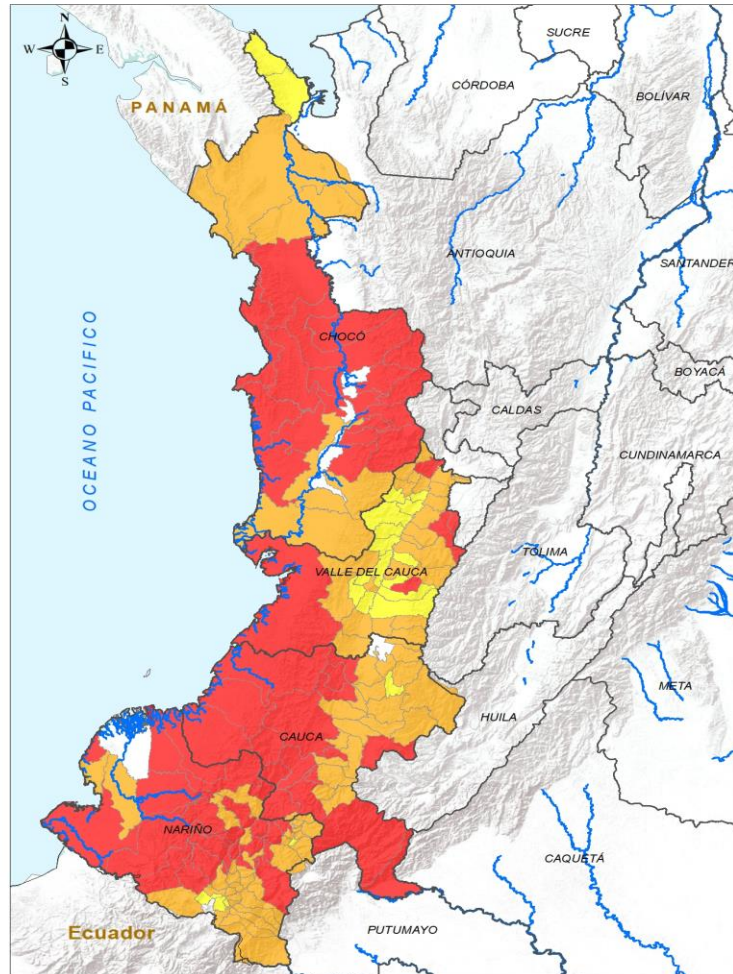 N
W E
S
SUCRE
CÓRDOBA
BOLÍVAR
PANAMÁ
ANTIOQUIA
SANTANDER
OCEANO PACIFICO
CHOCÓ
BOYACÁ
CALDAS
CUNDINAMARCA
TOLIMA
VALLE DEL CAUCA
META
HUILA
CAUCA
NARIÑO
CAQUETÁ
Ecuador
PUTUMAYO